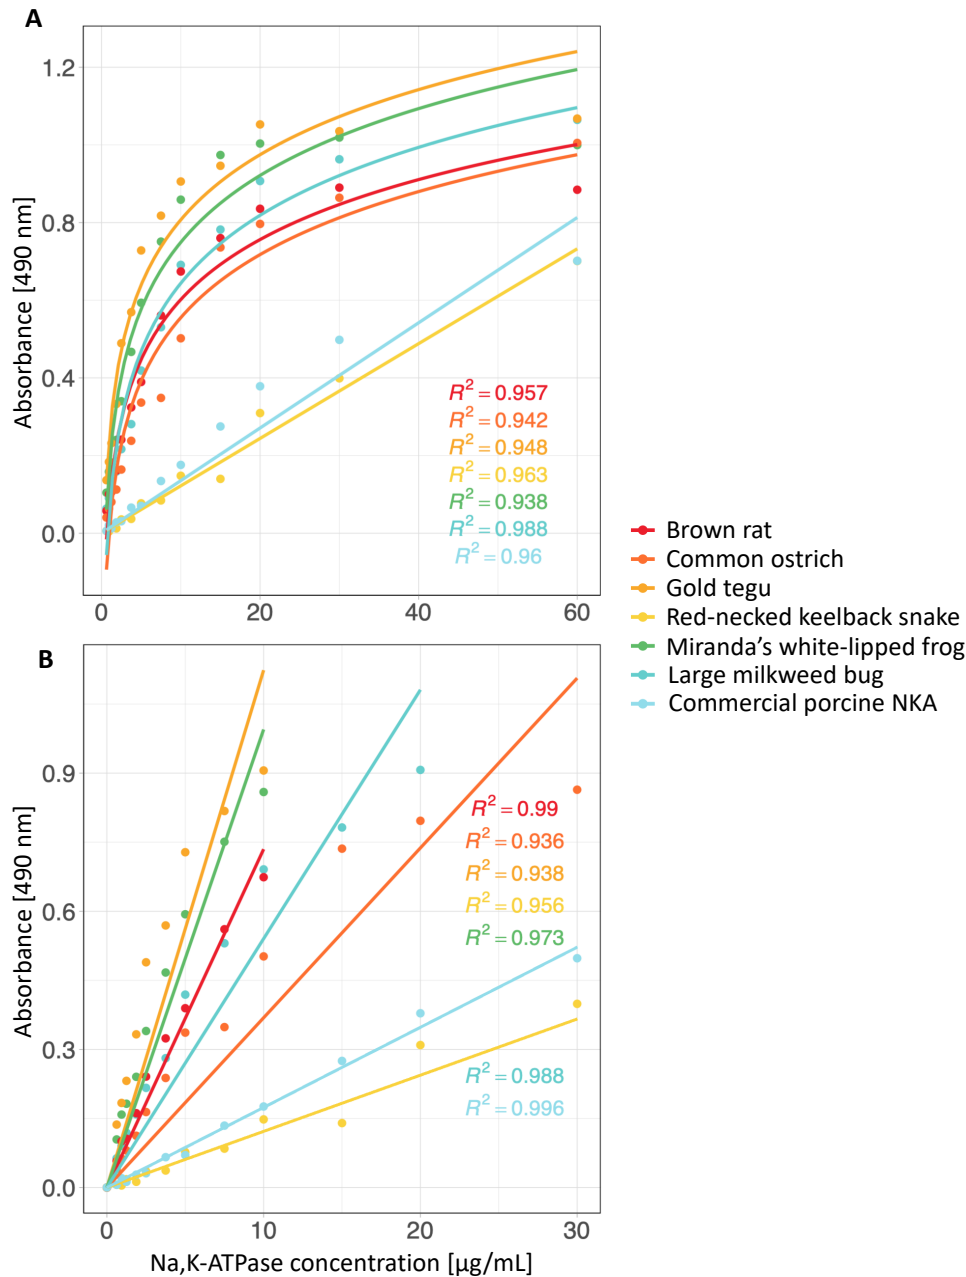 A
Absorbance [490 nm]
1.2
0.8
0.4
0.0
R² = 0.957
R² = 0.942
R² = 0.948
R² = 0.963
R² = 0.938
R² = 0.988
R² = 0.96
0 20 40 60
Brown rat
Common ostrich
Gold tegu
Red-necked keelback snake
Miranda's white-lipped frog
Large milkweed bug
Commercial porcine NKA
B
Absorbance [490 nm]
0.9
0.6
0.3
0.0
R² = 0.99
R² = 0.936
R² = 0.938
R² = 0.956
R² = 0.973
R² = 0.988
R² = 0.996
0 10 20 30
Na,K-ATPase concentration [µg/mL]